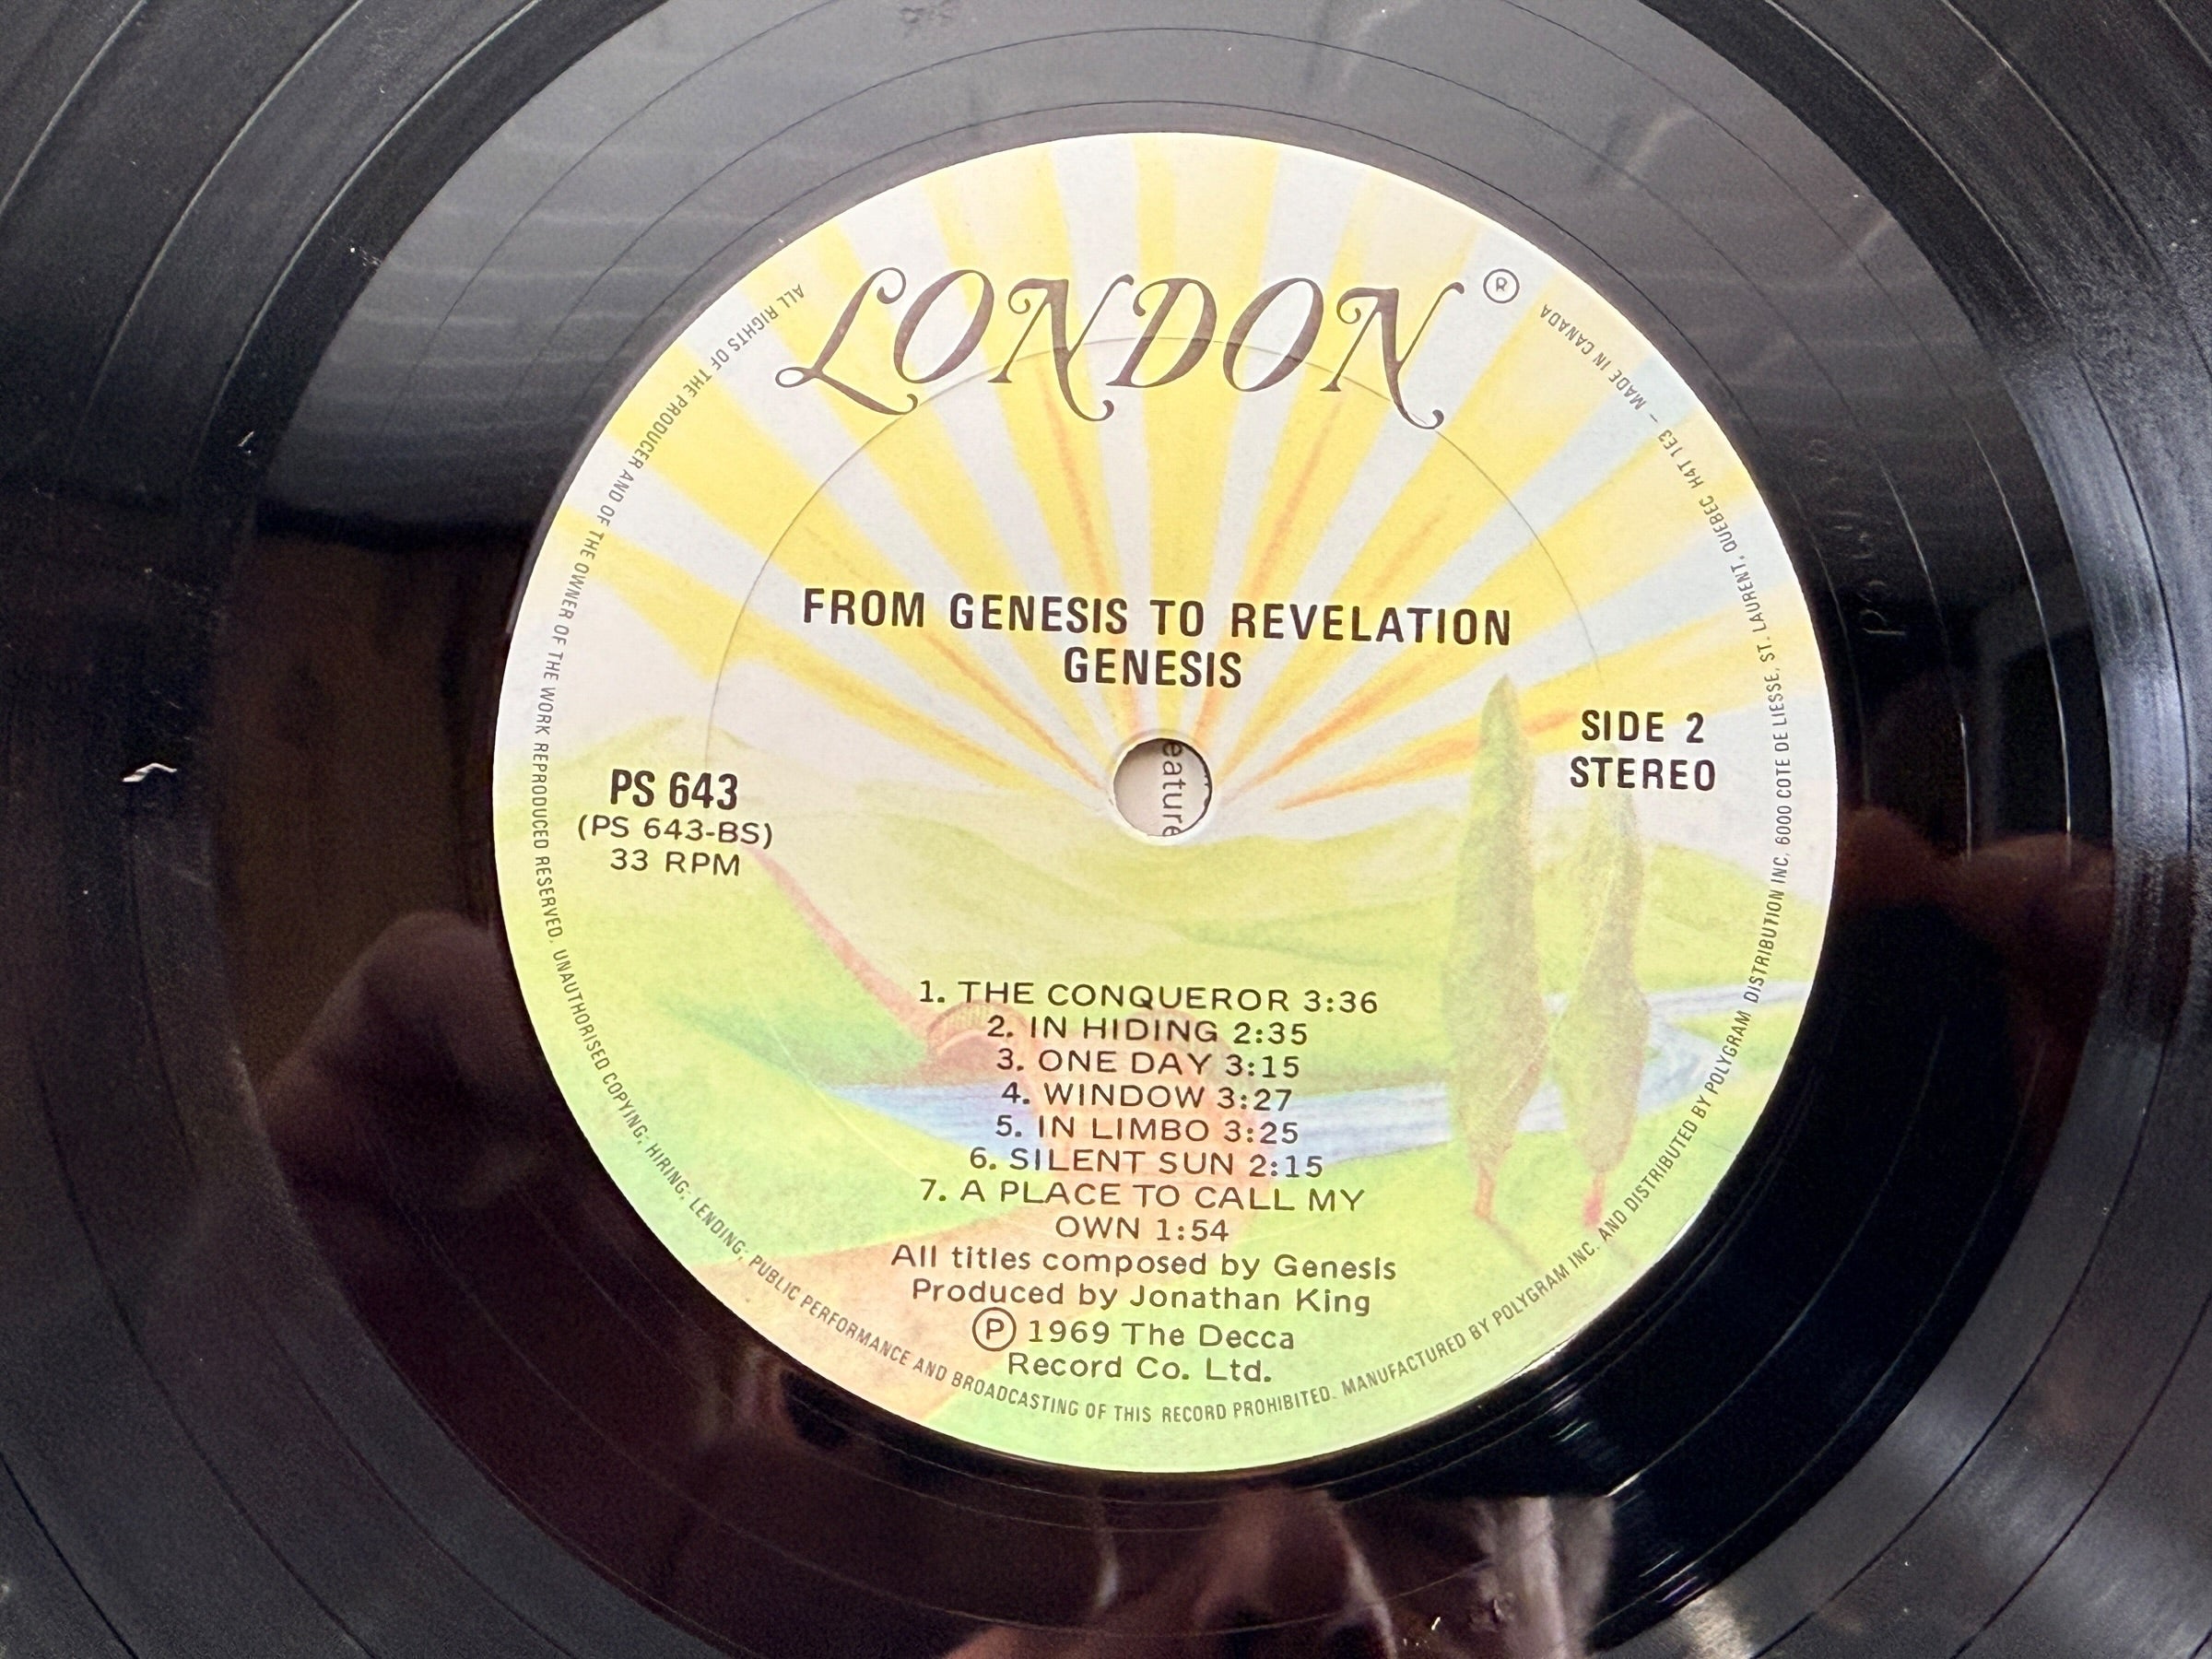 LONDON ®
ALL RIGHTS OF THE PRODUCER AND OF THE OWNER OF THE WORK REPRODUCED RESERVED. UNAUTHORISED COPYING; HIRING; LENDING; PUBLIC PERFORMANCE AND BROADCASTING OF THIS RECORD PROHIBITED. MANUFACTURED BY POLYGRAM INC. AND DISTRIBUTED BY POLYGRAM DISTRIBUTION INC. 6000 COTE DE LIESSE, ST. LAURENT, QUEBEC H4T 1E3 — MADE IN CANADA
FROM GENESIS TO REVELATION
GENESIS
SIDE 2
STEREO
PS 643
(PS 643-BS)
33 RPM
eature
1. THE CONQUEROR 3:36
2. IN HIDING 2:35
3. ONE DAY 3:15
4. WINDOW 3:27
5. IN LIMBO 3:25
6. SILENT SUN 2:15
7. A PLACE TO CALL MY
OWN 1:54
All titles composed by Genesis
Produced by Jonathan King
Ⓟ 1969 The Decca
Record Co. Ltd.